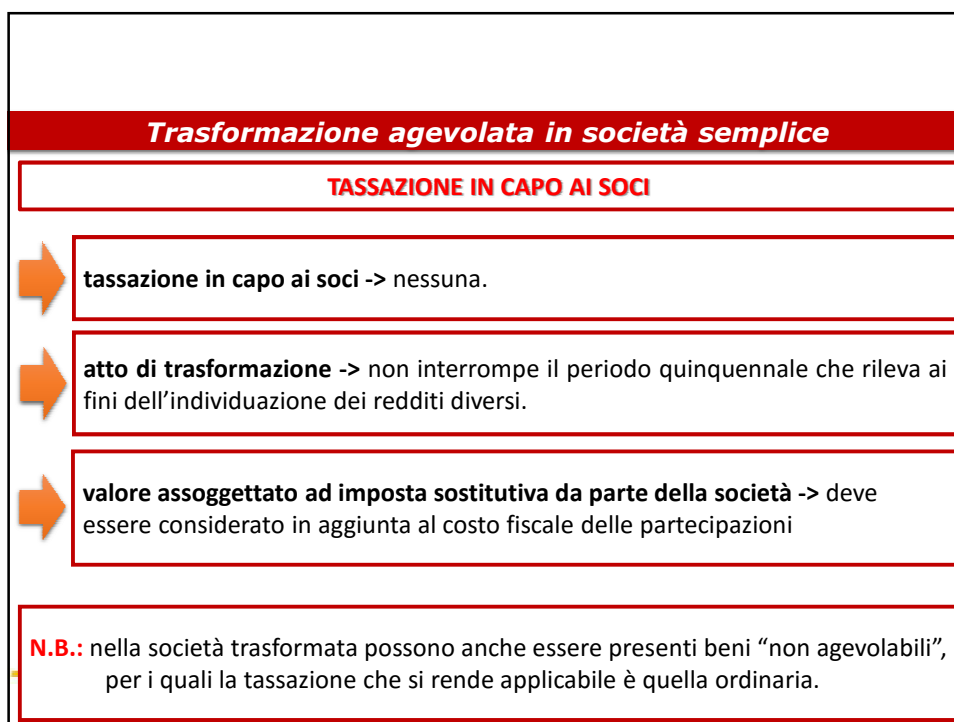 Trasformazione agevolata in società semplice
TASSAZIONE IN CAPO AI SOCI
tassazione in capo ai soci -> nessuna.
atto di trasformazione -> non interrompe il periodo quinquennale che rileva ai
fini dell’individuazione dei redditi diversi.
valore assoggettato ad imposta sostitutiva da parte della società -> deve
essere considerato in aggiunta al costo fiscale delle partecipazioni
N.B.: nella società trasformata possono anche essere presenti beni “non agevolabili”,
per i quali la tassazione che si rende applicabile è quella ordinaria.